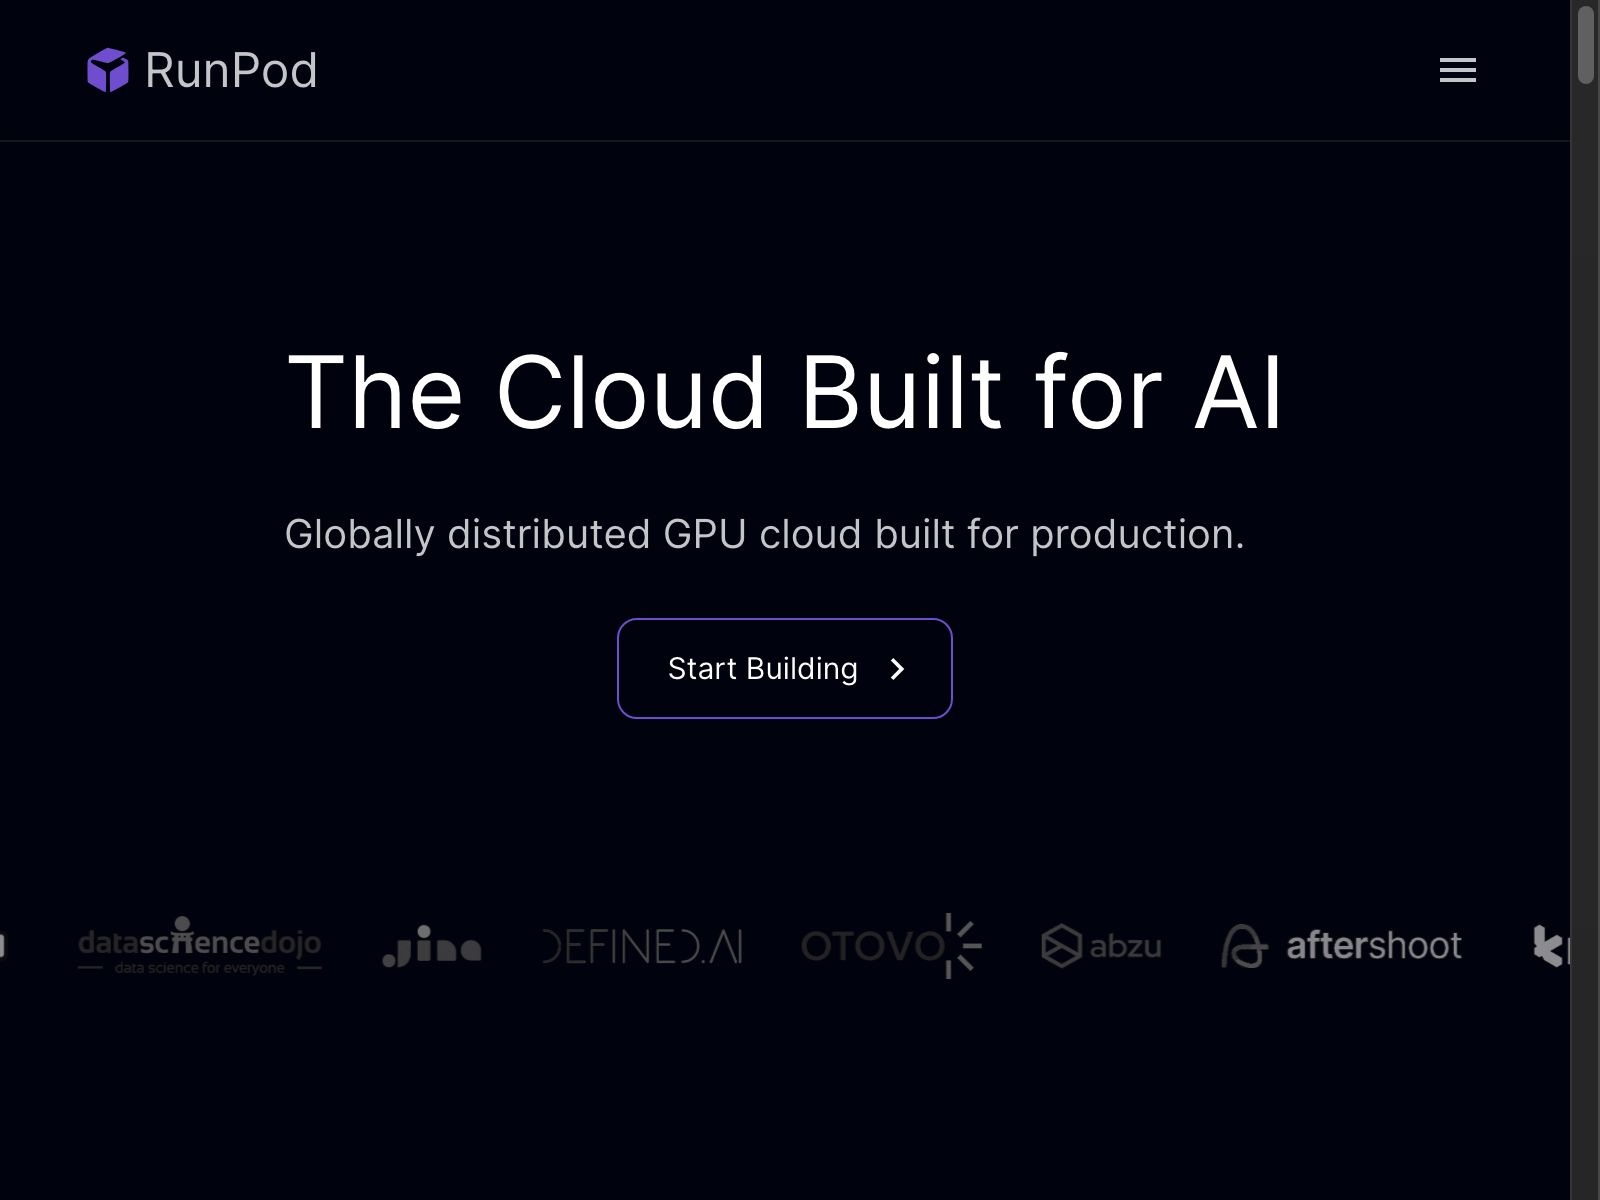 RunPod
The Cloud Built for AI
Globally distributed GPU cloud built for production.
Start Building
datasciencedojo
data science for everyone
jina
DEFINED.AI
OTOVO
abzu
aftershoot